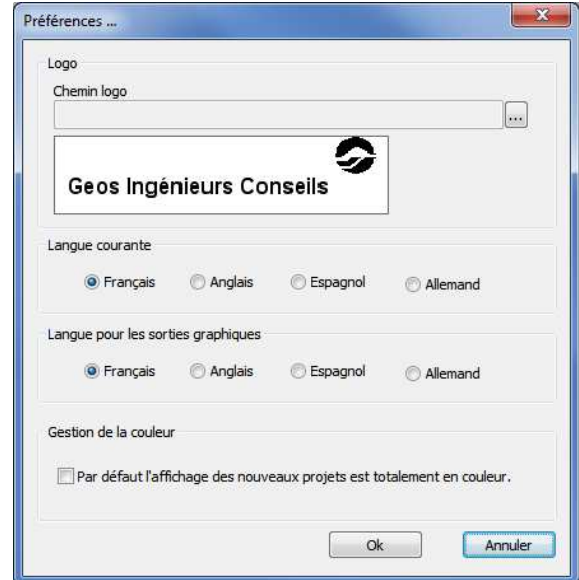 Préférences ...
Logo
Chemin logo
...
Geos Ingénieurs Conseils
Langue courante
Français Anglais Espagnol Allemand
Langue pour les sorties graphiques
Français Anglais Espagnol Allemand
Gestion de la couleur
Par défaut l'affichage des nouveaux projets est totalement en couleur.
Ok Annuler